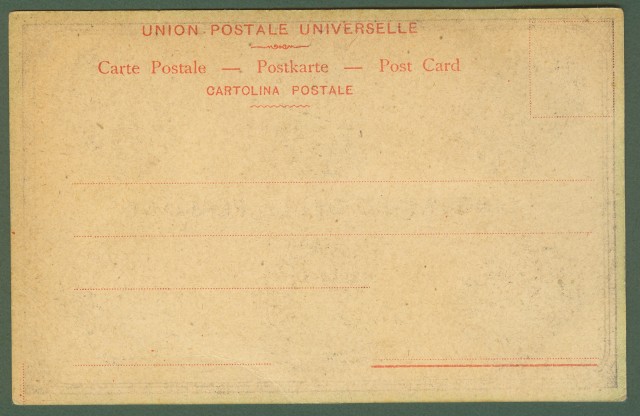 UNION POSTALE UNIVERSELLE
Carte Postale — Postkarte — Post Card
CARTOLINA POSTALE